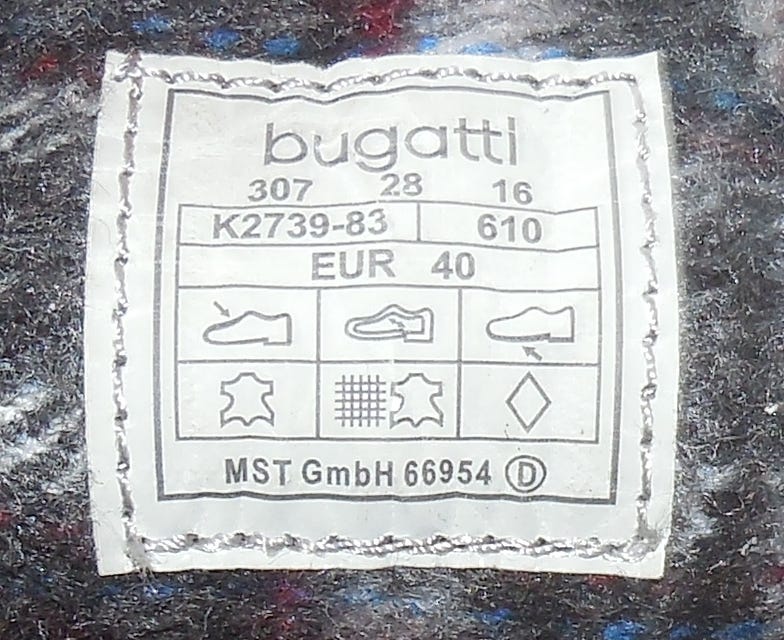 bugatti
307 28 16
K2739-83 610
EUR 40
MST GmbH 66954 D